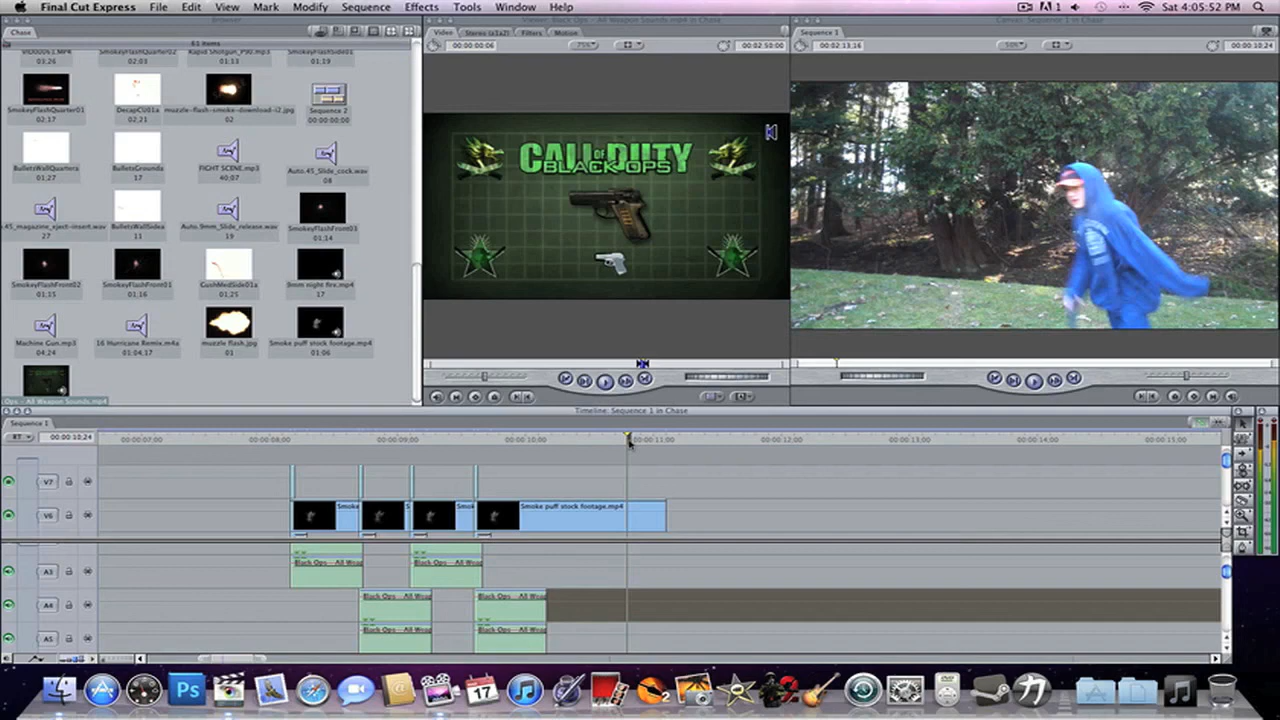 Final Cut Express File Edit View Mark Modify Sequence Effects Tools Window Help
1 Sat 4:05:52 PM
Browser
Viewer: Black Ops - All Weapon Sounds.mp4 in Chase
Canvas: Sequence 1 in Chase
Chase
Video Stereo (a1a2) Filters Motion
Sequence 1
61 items
00:00:00:06 75% 00:02:50:00
00:02:13;16 50% 00:00:10;24
03:26 02:03 01:13 01:19
SmokeyFlashQuarter02 Rapid Shotgun_P90.mp3 SmokeyFlashSide01
SmokeyFlashQuarter01
02:17
DecapCU01a
02;21
muzzle-flash-smoke-download-i2.jpg
02
Sequence 2
00:00:00;00
BulletsWallQuarters
01;27
BulletsGrounda
17
FIGHT SCENE.mp3
40;07
Auto.45_Slide_cock.wav
08
.45_magazine_eject-insert.wav
27
BulletsWallSidea
11
Auto.9mm_Slide_release.wav
19
SmokeyFlashFront03
01;14
SmokeyFlashFront02
01;15
SmokeyFlashFront01
01;16
GushMedSide01a
01:25
9mm night fire.mp4
17
Machine Gun.mp3
04;24
16 Hurricane Remix.m4a
01:04,17
muzzle flash.jpg
01
Smoke puff stock footage.mp4
01:06
Ops - All Weapon Sounds.mp4
CALL OF DUTY
BLACK OPS
Timeline: Sequence 1 in Chase
Sequence 1
RT 00:00:10;24 00:00:07;00 00:00:08;00 00:00:09;00 00:00:10;00 00:00:11;00 00:00:12;00 00:00:13;00 00:00:14;00 00:00:15;00
V7
V6 Smoke S Smok Smoke puff stock footage.mp4
A3 Black Ops - All Weap Black Ops - All Weap
A4 Black Ops - All Weap Black Ops - All Weap
A5 Black Ops - All Weap Black Ops - All Weap
Ps
17